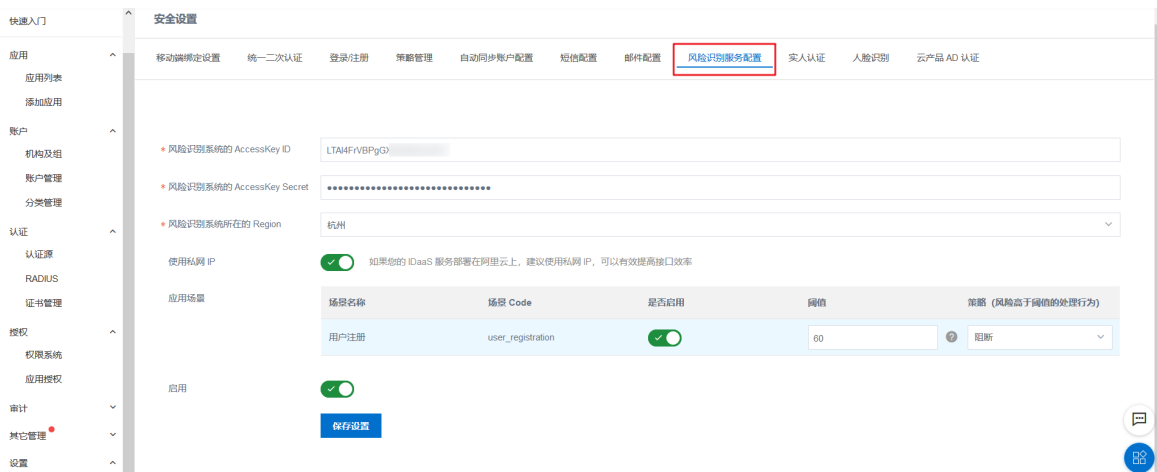 快速入门
安全设置
应用
应用列表
添加应用
账户
机构及组
账户管理
分类管理
认证
认证源
RADIUS
证书管理
授权
权限系统
应用授权
审计
其它管理
设置
移动端绑定设置 统一二次认证 登录/注册 策略管理 自动同步账户配置 短信配置 邮件配置 风险识别服务配置 实人认证 人脸识别 云产品 AD 认证
* 风险识别系统的 AccessKey ID LTAI4FrVBPgG
* 风险识别系统的 AccessKey Secret
* 风险识别系统所在的 Region 杭州
使用私网 IP 如果您的 IDaaS 服务部署在阿里云上，建议使用私网 IP，可以有效提高接口效率
应用场景 场景名称 场景 Code 是否启用 阈值 策略（风险高于阈值的处理行为）
用户注册 user_registration 60 ? 阻断
启用
保存设置